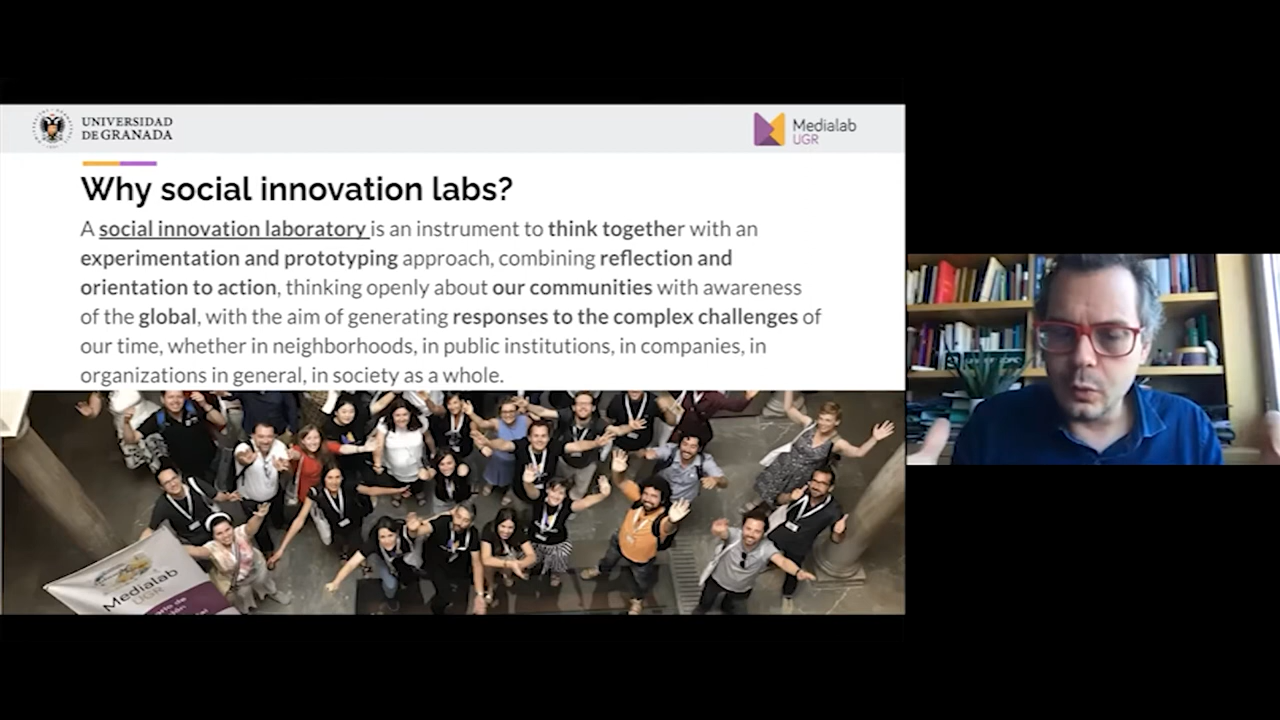 UNIVERSIDAD
DE GRANADA
Medialab
UGR
Why social innovation labs?
A social innovation laboratory is an instrument to think together with an
experimentation and prototyping approach, combining reflection and
orientation to action, thinking openly about our communities with awareness
of the global, with the aim of generating responses to the complex challenges of
our time, whether in neighborhoods, in public institutions, in companies, in
organizations in general, in society as a whole.
Medialab
UGR